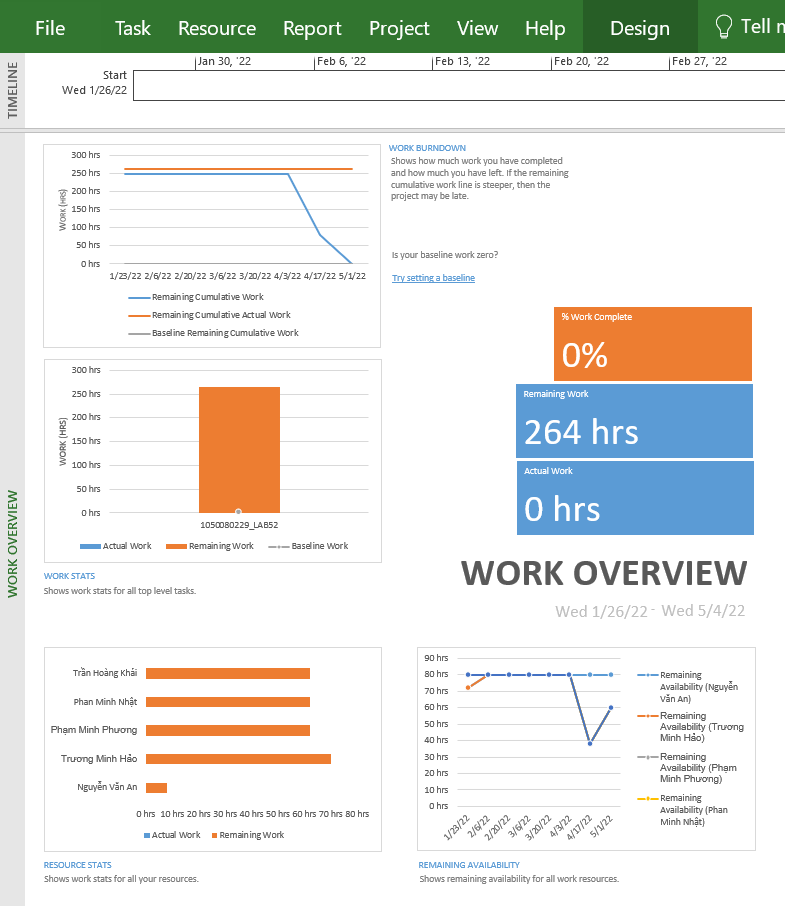 File Task Resource Report Project View Help Design Tell m
TIMELINE
Start
Wed 1/26/22
Jan 30, '22 Feb 6, '22 Feb 13, '22 Feb 20, '22 Feb 27, '22
WORK OVERVIEW
300 hrs
250 hrs
200 hrs
150 hrs
100 hrs
50 hrs
0 hrs
WORK (HRS)
1/23/22 2/6/22 2/20/22 3/6/22 3/20/22 4/3/22 4/17/22 5/1/22
Remaining Cumulative Work
Remaining Cumulative Actual Work
Baseline Remaining Cumulative Work
WORK BURNDOWN
Shows how much work you have completed
and how much you have left. If the remaining
cumulative work line is steeper, then the
project may be late.
Is your baseline work zero?
Try setting a baseline
% Work Complete
0%
Remaining Work
264 hrs
Actual Work
0 hrs
300 hrs
250 hrs
200 hrs
150 hrs
100 hrs
50 hrs
0 hrs
WORK (HRS)
1050080229_LAB52
Actual Work Remaining Work Baseline Work
WORK STATS
Shows work stats for all top level tasks.
WORK OVERVIEW
Wed 1/26/22 - Wed 5/4/22
Trần Hoàng Khải
Phan Minh Nhật
Phạm Minh Phương
Trương Minh Hảo
Nguyễn Văn An
0 hrs 10 hrs 20 hrs 30 hrs 40 hrs 50 hrs 60 hrs 70 hrs 80 hrs
Actual Work Remaining Work
RESOURCE STATS
Shows work stats for all your resources.
90 hrs
80 hrs
70 hrs
60 hrs
50 hrs
40 hrs
30 hrs
20 hrs
10 hrs
0 hrs
1/23/22 2/6/22 2/20/22 3/6/22 3/20/22 4/3/22 4/17/22 5/1/22
Remaining
Availability (Nguyễn
Văn An)
Remaining
Availability (Trương
Minh Hảo)
Remaining
Availability (Phạm
Minh Phương)
Remaining
Availability (Phan
Minh Nhật)
REMAINING AVAILABILITY
Shows remaining availability for all work resources.